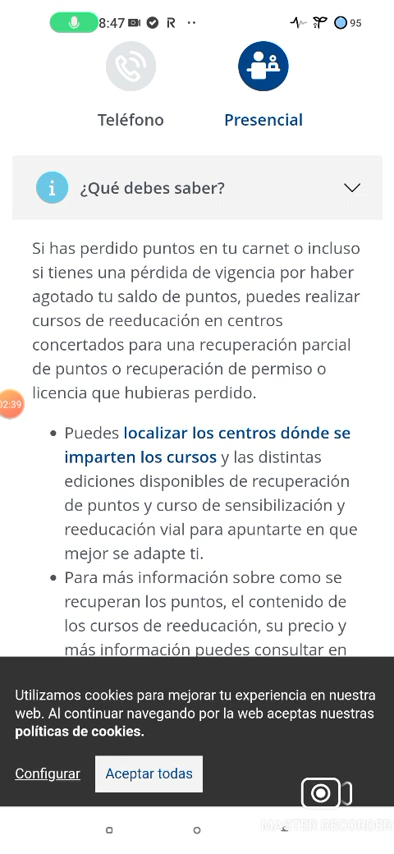 8:47 R ·· 95
Teléfono Presencial
i ¿Qué debes saber?
Si has perdido puntos en tu carnet o incluso
si tienes una pérdida de vigencia por haber
agotado tu saldo de puntos, puedes realizar
cursos de reeducación en centros
concertados para una recuperación parcial
de puntos o recuperación de permiso o
02:39
licencia que hubieras perdido.
• Puedes localizar los centros dónde se
imparten los cursos y las distintas
ediciones disponibles de recuperación
de puntos y curso de sensibilización y
reeducación vial para apuntarte en que
mejor se adapte ti.
• Para más información sobre como se
recuperan los puntos, el contenido de
los cursos de reeducación, su precio y
más información puedes consultar en
Utilizamos cookies para mejorar tu experiencia en nuestra
web. Al continuar navegando por la web aceptas nuestras
políticas de cookies.
Configurar Aceptar todas
MASTER RECORDER